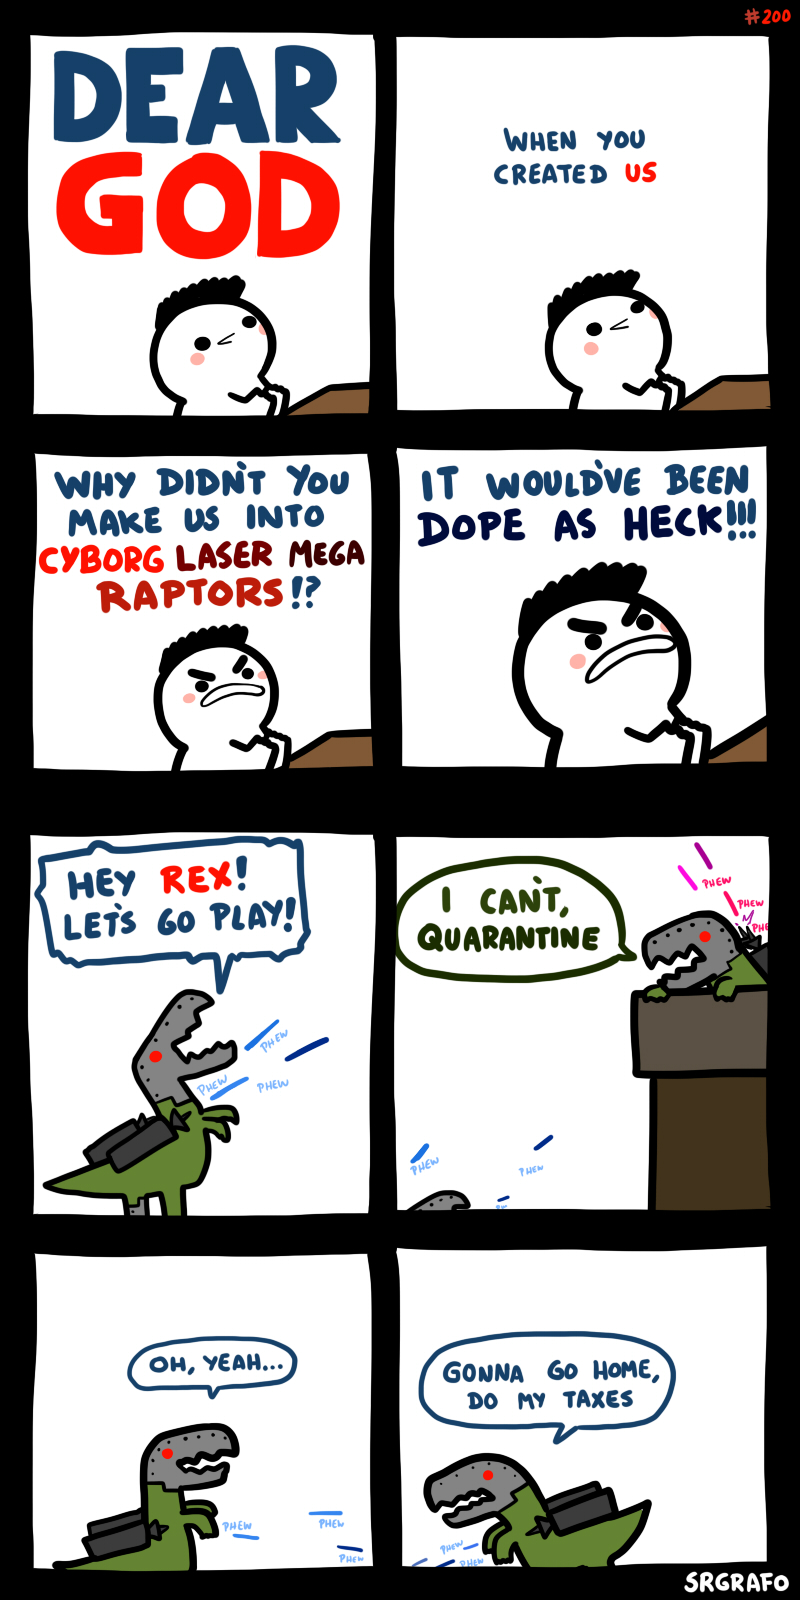 #200
DEAR
GOD
WHEN YOU
CREATED US
WHY DIDN'T YOU
MAKE US INTO
CYBORG LASER MEGA
RAPTORS!?
IT WOULD'VE BEEN
DOPE AS HECK!!!
HEY REX!
LET'S GO PLAY!
PHEW
PHEW
PHEW
I CAN'T,
QUARANTINE
PHEW
PHEW
PHE
PHEW
PHEW
OH, YEAH...
PHEW
PHEW
PHEW
GONNA GO HOME,
DO MY TAXES
PHEW
PHEW
SRGRAFO